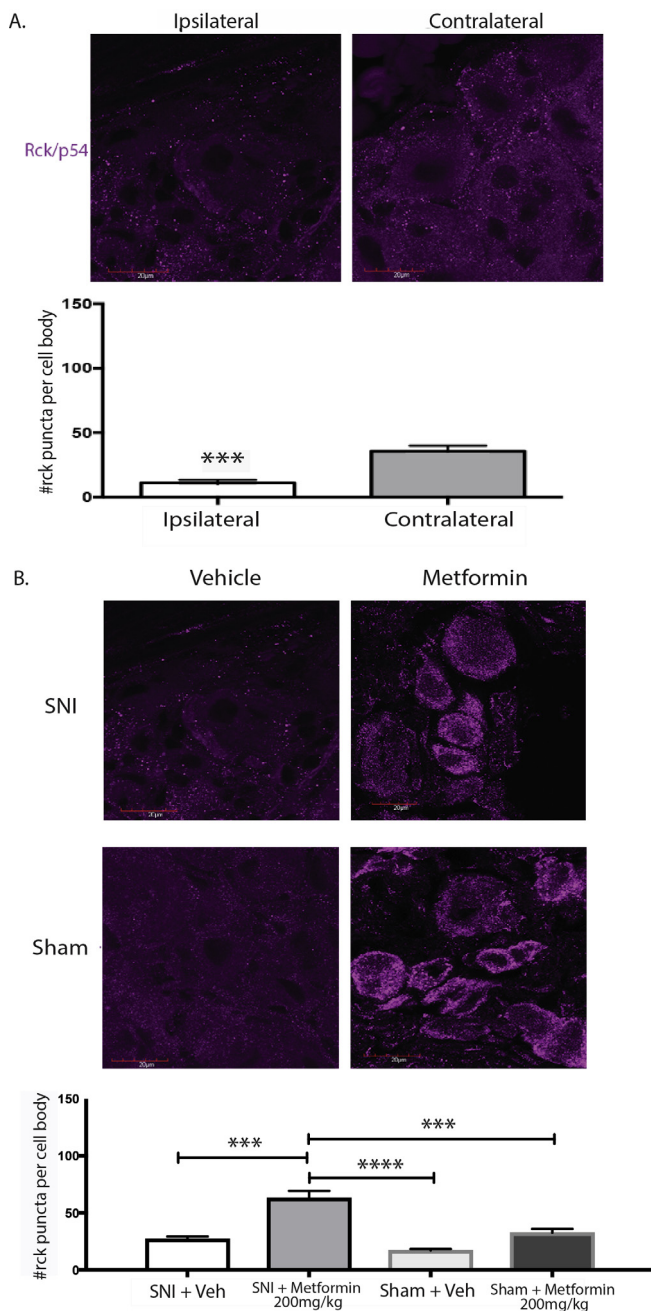 A.
Ipsilateral Contralateral
Rck/p54
20µm 20µm
150
100
50
0
#rck puncta per cell body
***
Ipsilateral Contralateral
B.
Vehicle Metformin
SNI
20µm 20µm
Sham
20µm 20µm
150
100
50
0
#rck puncta per cell body
*** ***
****
SNI + Veh SNI + Metformin Sham + Veh Sham + Metformin
200mg/kg 200mg/kg